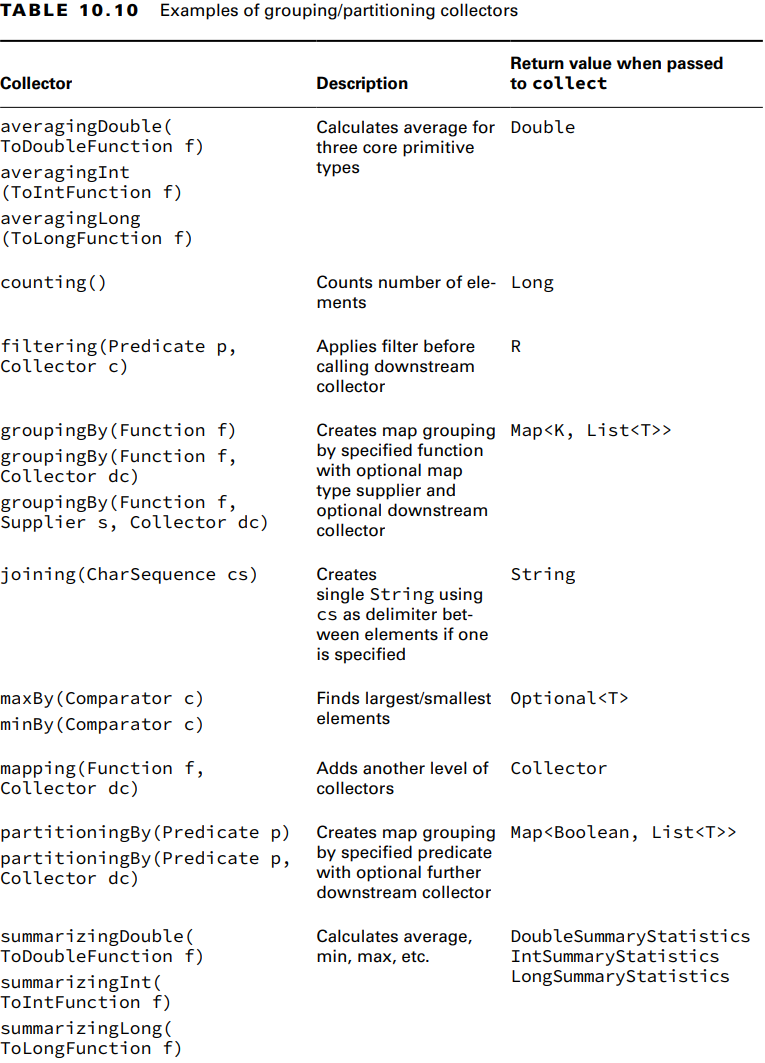 TABLE 10.10 Examples of grouping/partitioning collectors
Return value when passed
Collector Description to collect
averagingDouble( Calculates average for Double
ToDoubleFunction f) three core primitive
averagingInt types
(ToIntFunction f)
averagingLong
(ToLongFunction f)
counting() Counts number of ele- Long
ments
filtering(Predicate p, Applies filter before R
Collector c) calling downstream
collector
groupingBy(Function f) Creates map grouping Map<K, List<T>>
groupingBy(Function f, by specified function
Collector dc) with optional map
groupingBy(Function f, type supplier and
Supplier s, Collector dc) optional downstream
collector
joining(CharSequence cs) Creates String
single String using
cs as delimiter bet-
ween elements if one
is specified
maxBy(Comparator c) Finds largest/smallest Optional<T>
minBy(Comparator c) elements
mapping(Function f, Adds another level of Collector
Collector dc) collectors
partitioningBy(Predicate p) Creates map grouping Map<Boolean, List<T>>
partitioningBy(Predicate p, by specified predicate
Collector dc) with optional further
downstream collector
summarizingDouble( Calculates average, DoubleSummaryStatistics
ToDoubleFunction f) min, max, etc. IntSummaryStatistics
summarizingInt( LongSummaryStatistics
ToIntFunction f)
summarizingLong(
ToLongFunction f)